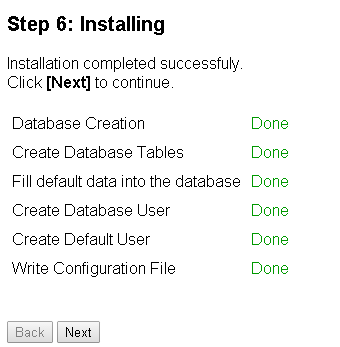 Step 6: Installing
Installation completed successfuly.
Click [Next] to continue.
Database Creation Done
Create Database Tables Done
Fill default data into the database Done
Create Database User Done
Create Default User Done
Write Configuration File Done
Back Next